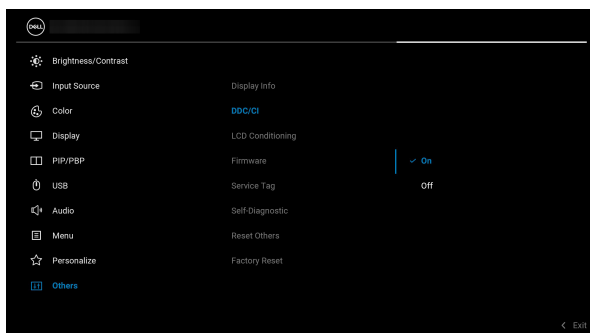 DELL
Brightness/Contrast
Input Source
Display Info
Color
DDC/CI
Display
LCD Conditioning
PIP/PBP
Firmware
On
USB
Service Tag
Off
Audio
Self-Diagnostic
Menu
Reset Others
Personalize
Factory Reset
Others
Exit